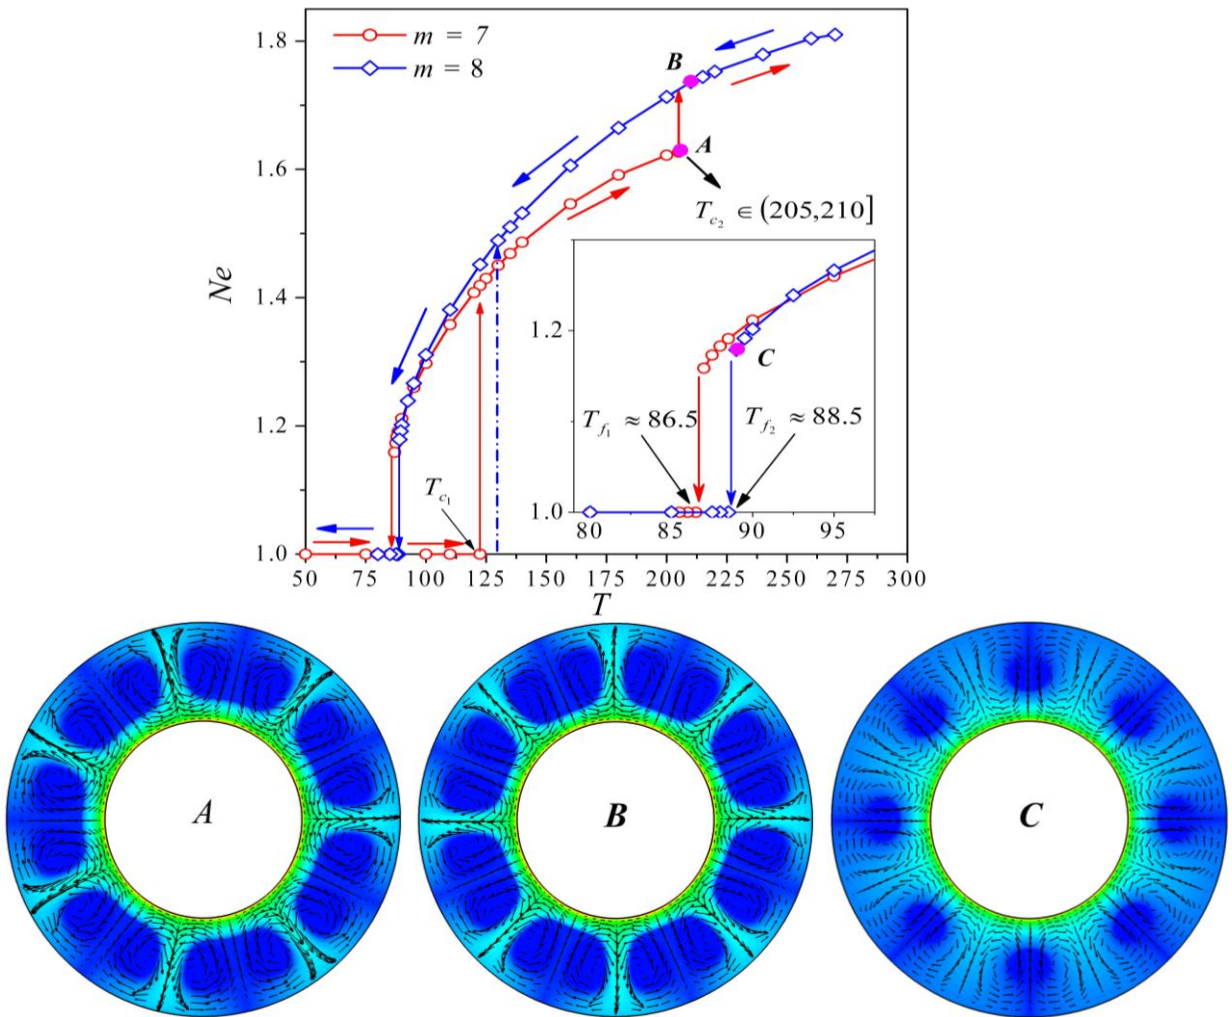 m = 7
m = 8
Ne
1.8
1.6
1.4
1.2
1.0
B
A
T_{c_2} ∈ (205,210]
T_{c_1}
1.2
1.0
C
T_{f_1} ≈ 86.5
T_{f_2} ≈ 88.5
80 85 90 95
50 75 100 125 150 175 200 225 250 275 300
T
A B C